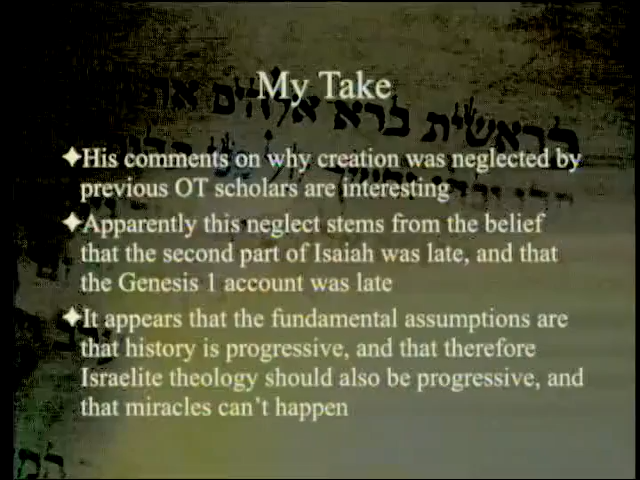 My Take
בראשית ברא אלהים את
✦His comments on why creation was neglected by
previous OT scholars are interesting
✦Apparently this neglect stems from the belief
that the second part of Isaiah was late, and that
the Genesis 1 account was late
✦It appears that the fundamental assumptions are
that history is progressive, and that therefore
Israelite theology should also be progressive, and
that miracles can't happen